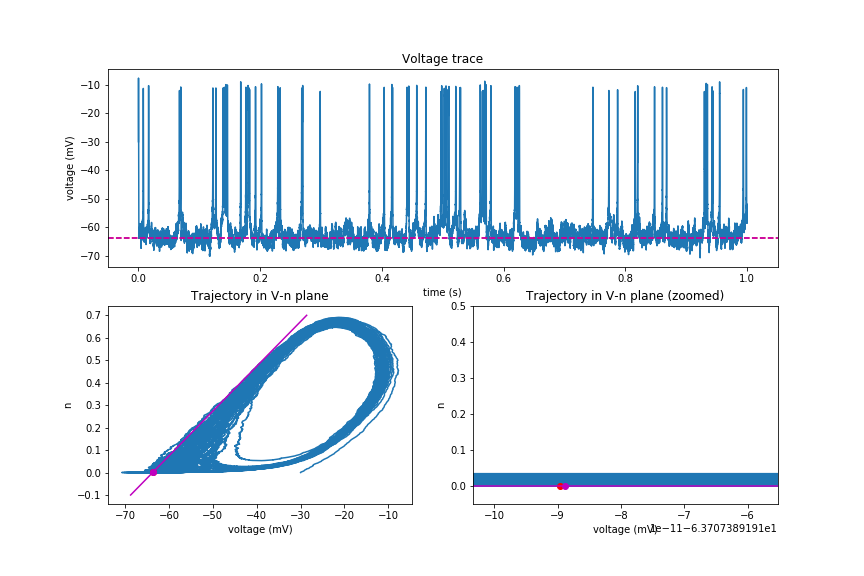 Voltage trace
voltage (mV)
−10
−20
−30
−40
−50
−60
−70
0.0 0.2 0.4 0.6 0.8 1.0
time (s)
Trajectory in V-n plane
n
0.7
0.6
0.5
0.4
0.3
0.2
0.1
0.0
−0.1
−70 −60 −50 −40 −30 −20 −10
voltage (mV)
Trajectory in V-n plane (zoomed)
n
0.5
0.4
0.3
0.2
0.1
0.0
−10 −9 −8 −7 −6
voltage (mV)
1e−11−6.3707389191e1